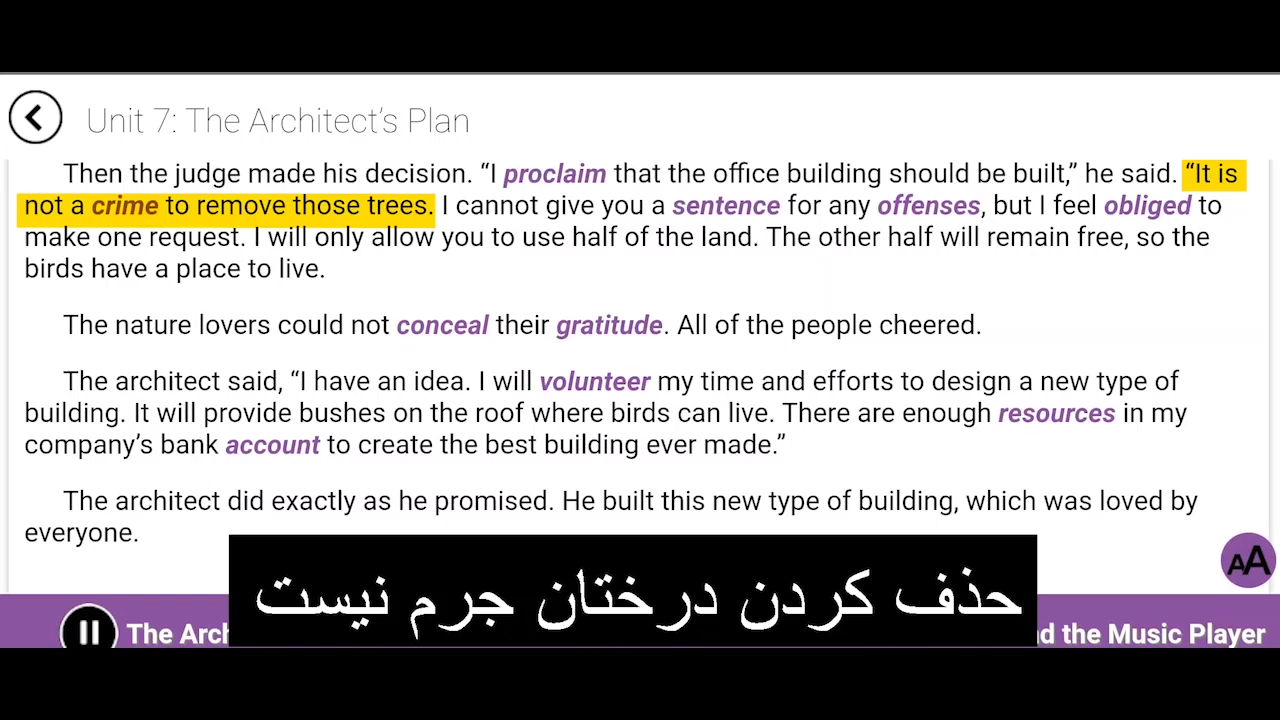 Unit 7: The Architect's Plan
Then the judge made his decision. “I proclaim that the office building should be built,” he said. “It is
not a crime to remove those trees. I cannot give you a sentence for any offenses, but I feel obliged to
make one request. I will only allow you to use half of the land. The other half will remain free, so the
birds have a place to live.
The nature lovers could not conceal their gratitude. All of the people cheered.
The architect said, “I have an idea. I will volunteer my time and efforts to design a new type of
building. It will provide bushes on the roof where birds can live. There are enough resources in my
company’s bank account to create the best building ever made.”
The architect did exactly as he promised. He built this new type of building, which was loved by
everyone.
AA
حذف کردن درختان جرم نیست
The Arch
d the Music Player